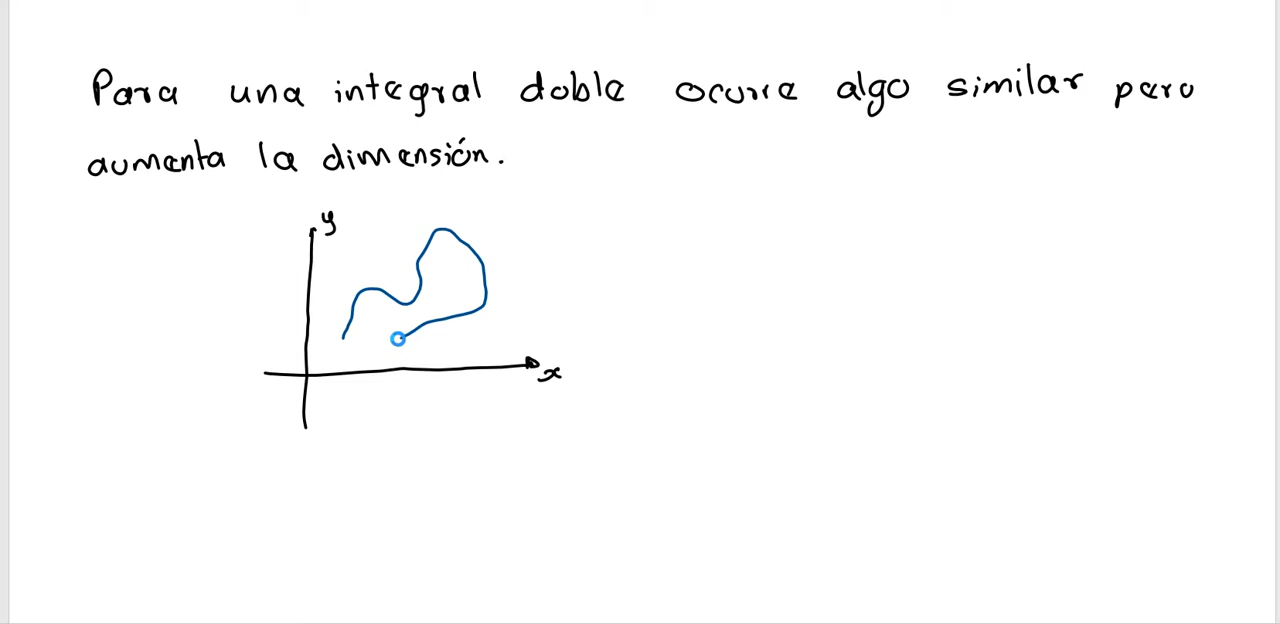 Para una integral doble ocurre algo similar pero
aumenta la dimensión.
y
x